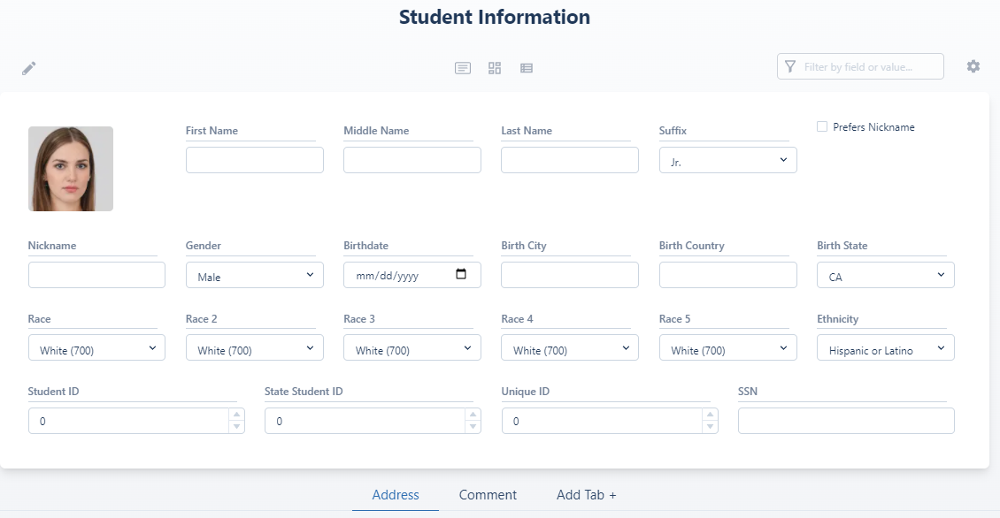 Student Information
Filter by field or value...
First Name Middle Name Last Name Suffix Prefers Nickname
Jr.
Nickname Gender Birthdate Birth City Birth Country Birth State
Male mm/dd/yyyy CA
Race Race 2 Race 3 Race 4 Race 5 Ethnicity
White (700) White (700) White (700) White (700) White (700) Hispanic or Latino
Student ID State Student ID Unique ID SSN
0 0 0
Address Comment Add Tab +